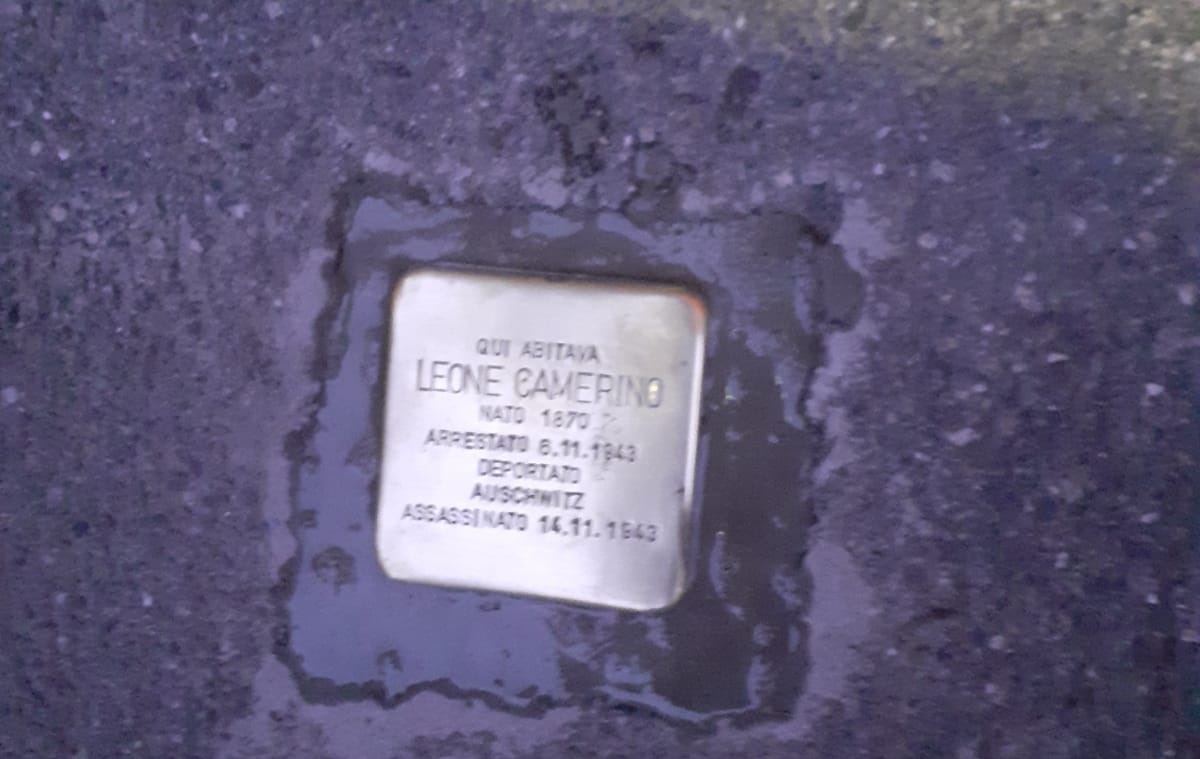 QUI ABITAVA
LEONE CAMERINO
NATO 1870
ARRESTATO 6.11.1943
DEPORTATO
AUSCHWITZ
ASSASSINATO 14.11.1943